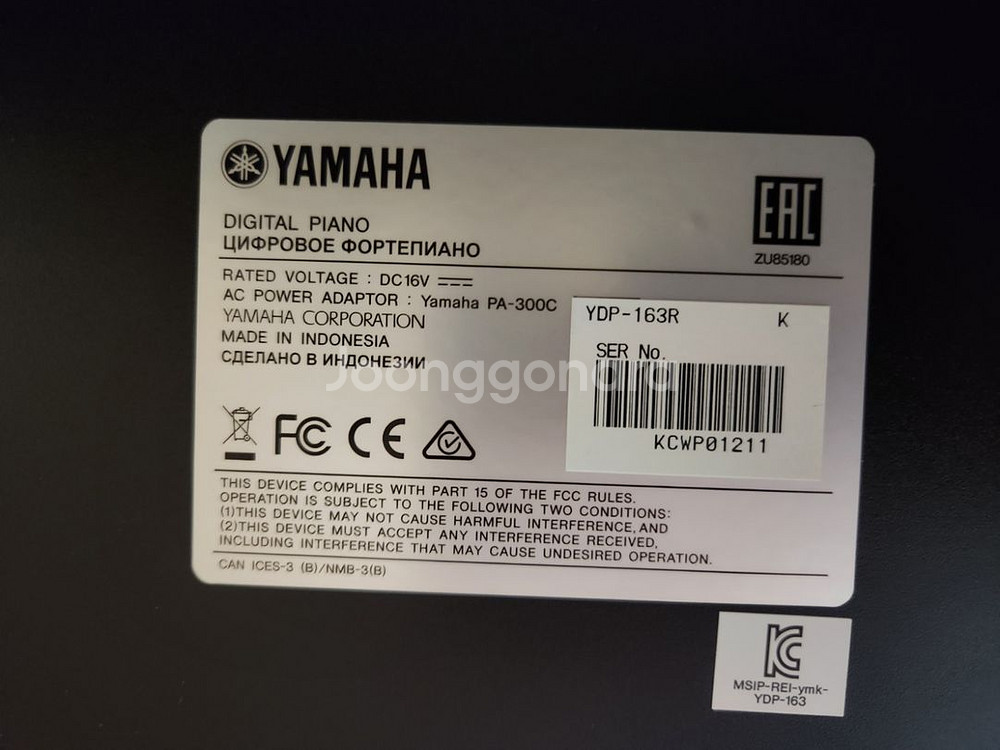 YAMAHA
EAC
ZU85180
DIGITAL PIANO
ЦИФРОВОЕ ФОРТЕПИАНО
RATED VOLTAGE : DC16V
AC POWER ADAPTOR : Yamaha PA-300C
YAMAHA CORPORATION
MADE IN INDONESIA
СДЕЛАНО В ИНДОНЕЗИИ
YDP-163R K
SER No.
KCWP01211
Joonggonara
FC CE
THIS DEVICE COMPLIES WITH PART 15 OF THE FCC RULES.
OPERATION IS SUBJECT TO THE FOLLOWING TWO CONDITIONS:
(1)THIS DEVICE MAY NOT CAUSE HARMFUL INTERFERENCE, AND
(2)THIS DEVICE MUST ACCEPT ANY INTERFERENCE RECEIVED,
INCLUDING INTERFERENCE THAT MAY CAUSE UNDESIRED OPERATION.
CAN ICES-3 (B)/NMB-3(B)
KC
MSIP-REI-ymk-
YDP-163